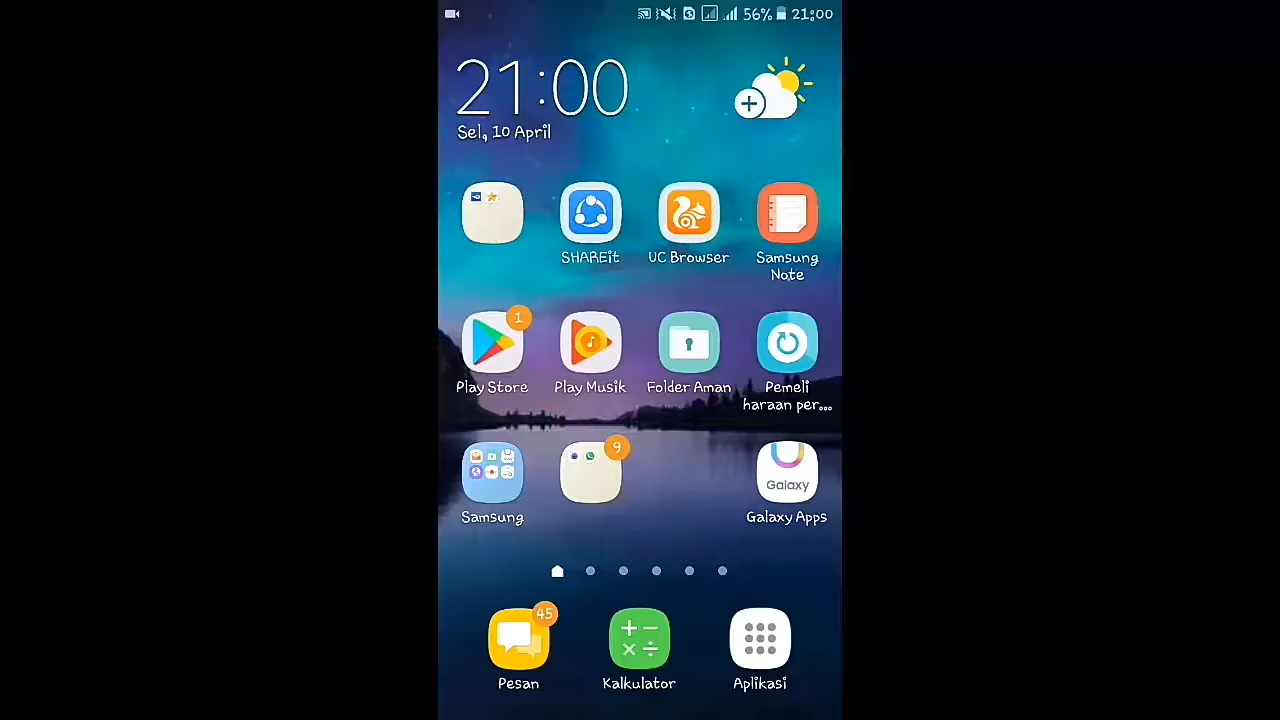 56% 21:00
21:00
Sel, 10 April
SHAREit
UC Browser
Samsung
Note
1
Play Store
Play Musik
Folder Aman
Pemeli
haraan per...
9
Galaxy
Samsung
Galaxy Apps
45
Pesan
Kalkulator
Aplikasi